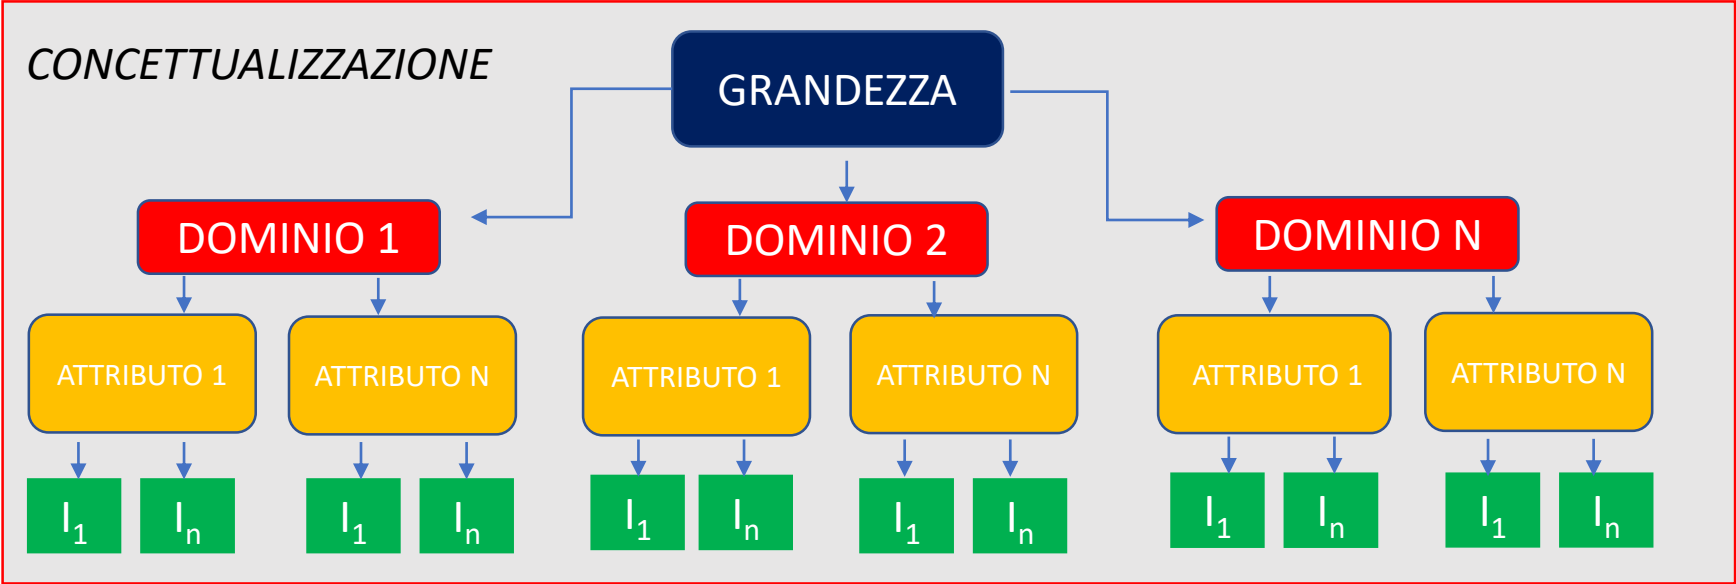 CONCETTUALIZZAZIONE
GRANDEZZA
DOMINIO 1
DOMINIO 2
DOMINIO N
ATTRIBUTO 1
ATTRIBUTO N
ATTRIBUTO 1
ATTRIBUTO N
ATTRIBUTO 1
ATTRIBUTO N
I₁
Iₙ
I₁
Iₙ
I₁
Iₙ
I₁
Iₙ
I₁
Iₙ
I₁
Iₙ